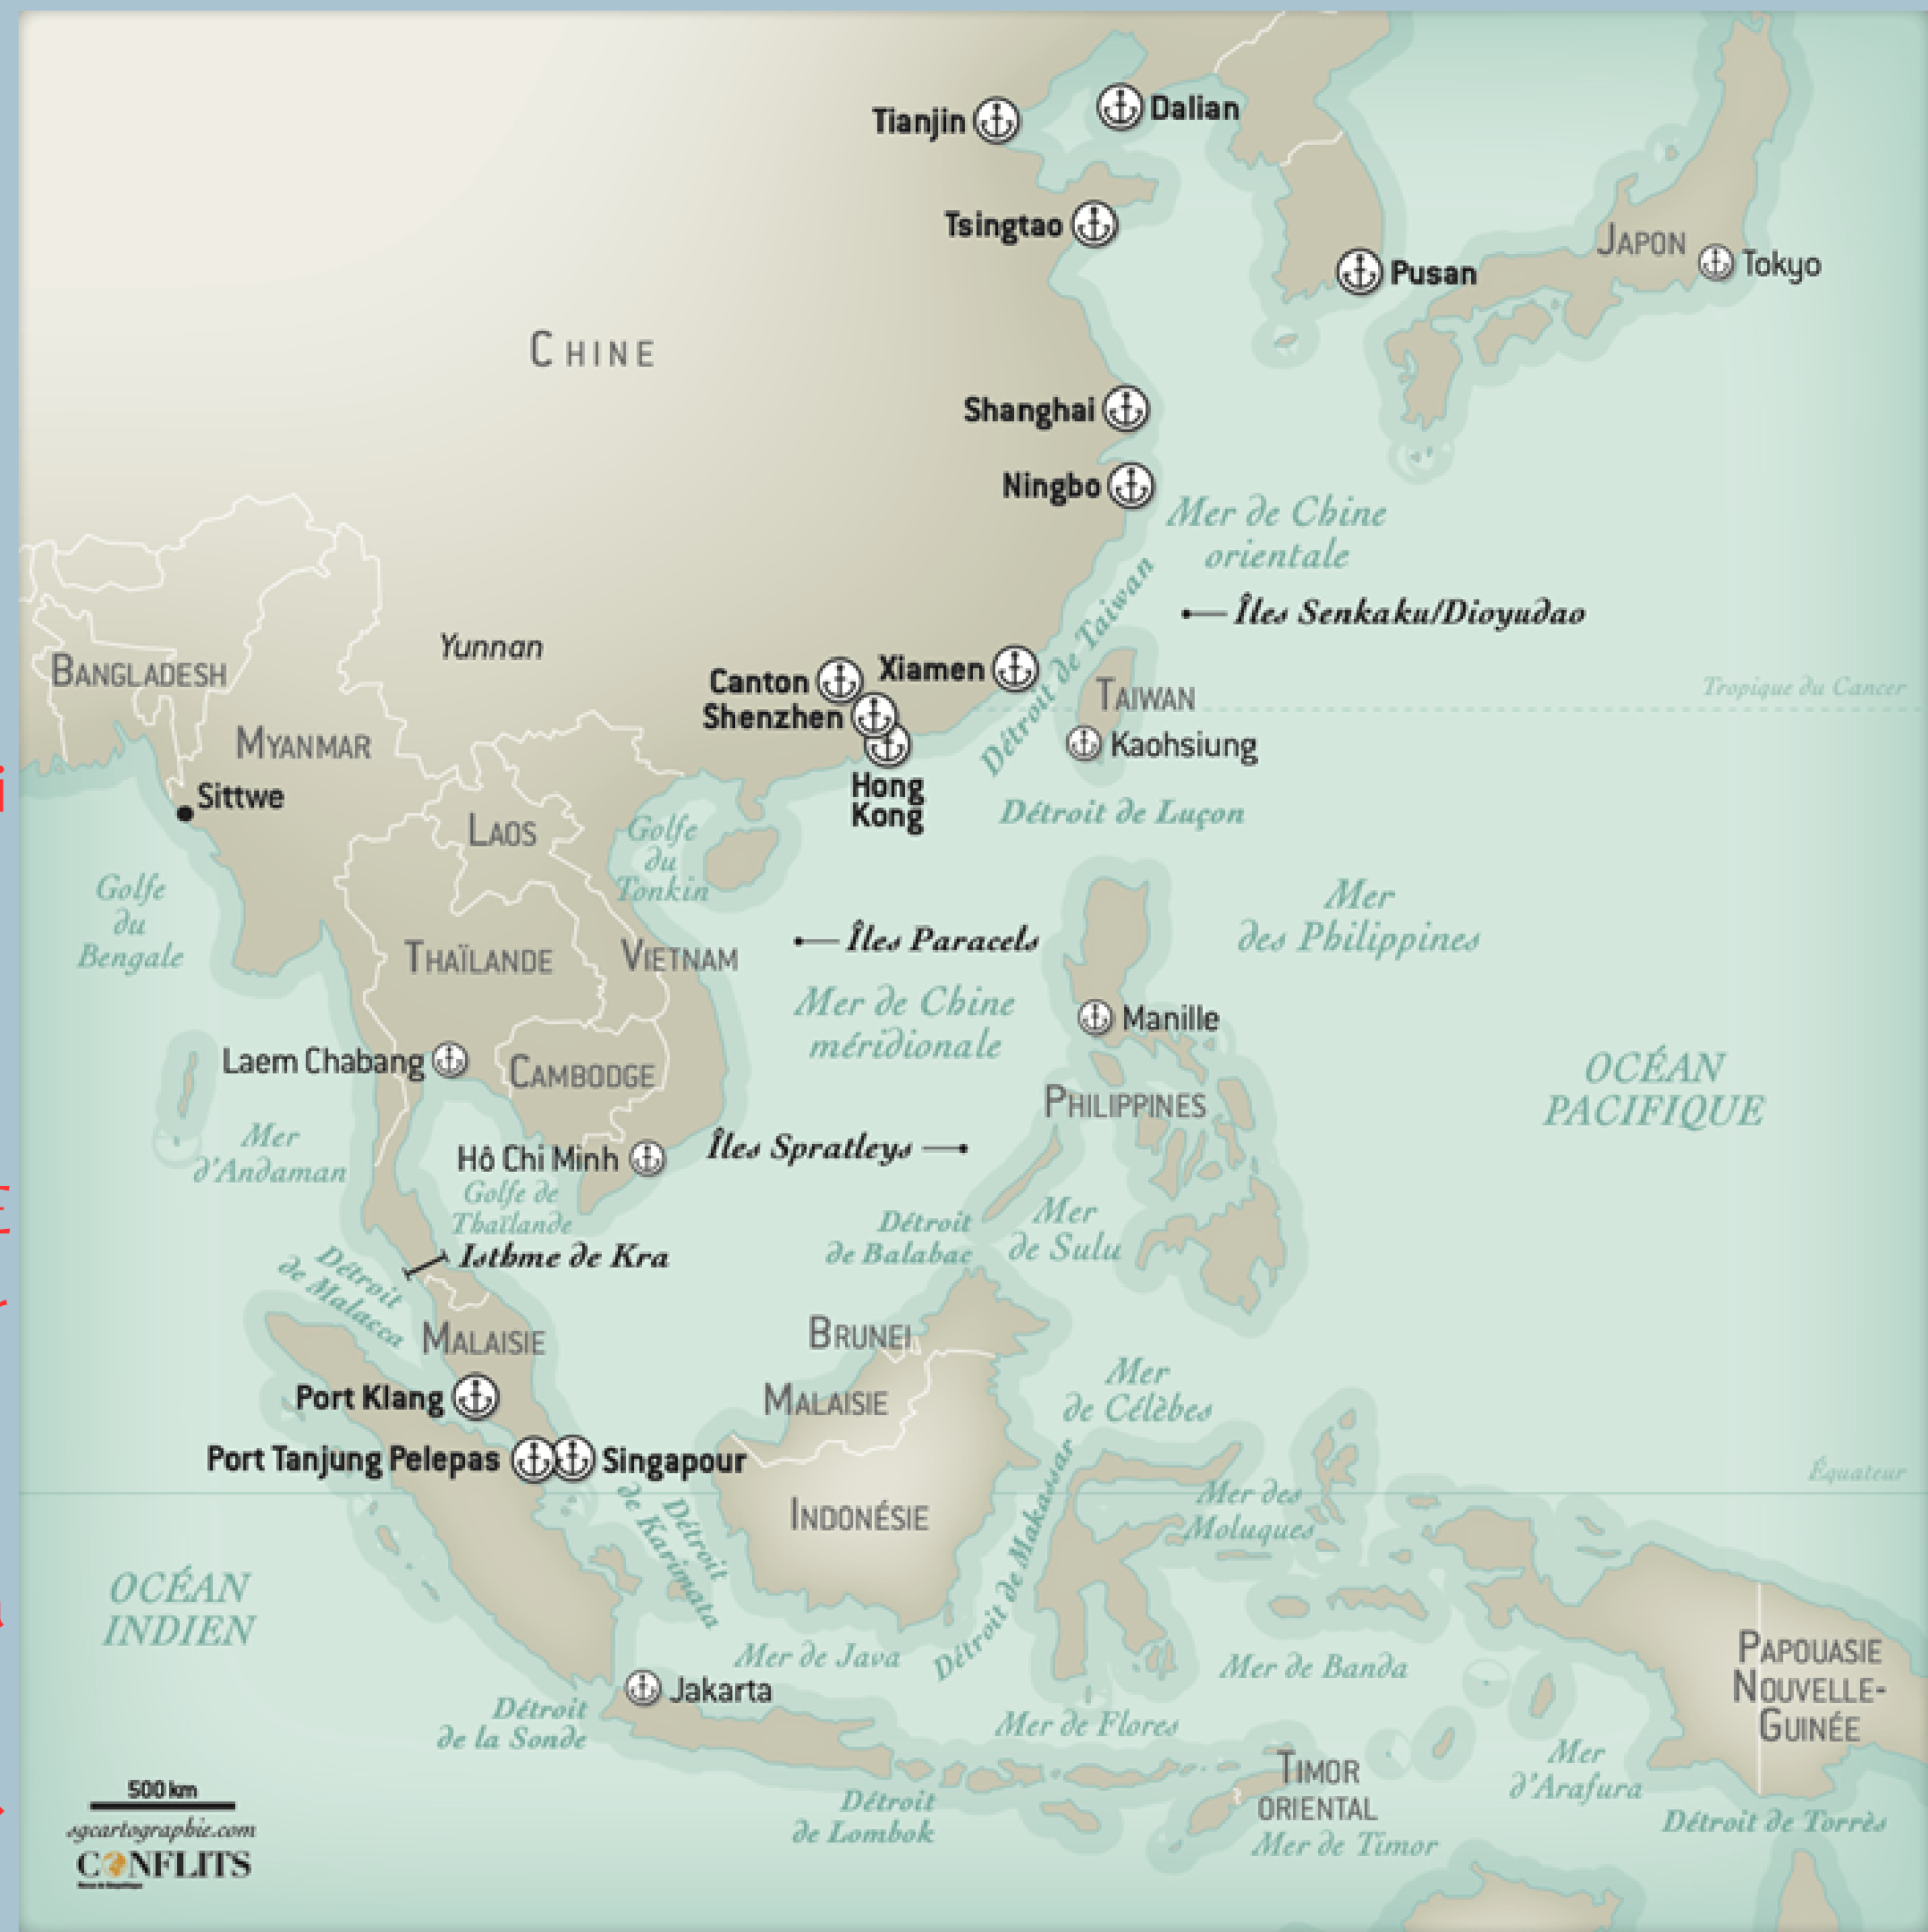 Tianjin
Dalian
Tsingtao
Pusan
JAPON
Tokyo
CHINE
Shanghai
Ningbo
Mer de Chine
orientale
Îles Senkaku/Dioyudao
Détroit de Taiwan
Yunnan
BANGLADESH
Canton
Xiamen
Shenzhen
Hong
Kong
TAIWAN
Tropique du Cancer
Kaohsiung
MYANMAR
Sittwe
LAOS
Golfe
du
Tonkin
Détroit de Luçon
Golfe
du
Bengale
Mer
des Philippines
Îles Paracels
THAÏLANDE
VIETNAM
Mer de Chine
méridionale
Manille
Laem Chabang
CAMBODGE
PHILIPPINES
OCÉAN
PACIFIQUE
Mer
d'Andaman
Hô Chi Minh
Îles Spratleys
Golfe de
Thaïlande
Détroit
de Balabac
Mer
de Sulu
Isthme de Kra
Détroit
de Malacca
MALAISIE
BRUNEI
MALAISIE
Mer
de Célèbes
Port Klang
Port Tanjung Pelepas
Singapour
Équateur
Détroit
de Karimata
INDONÉSIE
Détroit de Makassar
Mer des
Moluques
OCÉAN
INDIEN
Mer de Java
Mer de Banda
PAPOUASIE
NOUVELLE-
GUINÉE
Jakarta
Détroit
de la Sonde
Mer de Flores
TIMOR
ORIENTAL
Mer
d'Arafura
Détroit
de Lombok
Mer de Timor
Détroit de Torrès
500 km
sgcartographie.com
CONFLITS